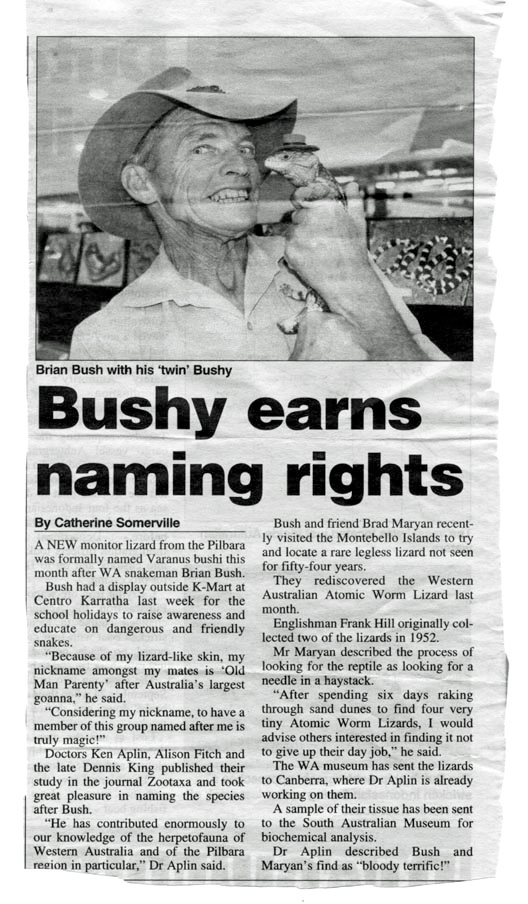 Brian Bush with his 'twin' Bushy
Bushy earns
naming rights
By Catherine Somerville
A NEW monitor lizard from the Pilbara
was formally named Varanus bushi this
month after WA snakeman Brian Bush.
Bush had a display outside K-Mart at
Centro Karratha last week for the
school holidays to raise awareness and
educate on dangerous and friendly
snakes.
"Because of my lizard-like skin, my
nickname amongst my mates is 'Old
Man Parenty' after Australia's largest
goanna," he said.
"Considering my nickname, to have a
member of this group named after me is
truly magic!"
Doctors Ken Aplin, Alison Fitch and
the late Dennis King published their
study in the journal Zootaxa and took
great pleasure in naming the species
after Bush.
"He has contributed enormously to
our knowledge of the herpetofauna of
Western Australia and of the Pilbara
region in particular," Dr Aplin said.
Bush and friend Brad Maryan recent-
ly visited the Montebello Islands to try
and locate a rare legless lizard not seen
for fifty-four years.
They rediscovered the Western
Australian Atomic Worm Lizard last
month.
Englishman Frank Hill originally col-
lected two of the lizards in 1952.
Mr Maryan described the process of
looking for the reptile as looking for a
needle in a haystack.
"After spending six days raking
through sand dunes to find four very
tiny Atomic Worm Lizards, I would
advise others interested in finding it not
to give up their day job," he said.
The WA museum has sent the lizards
to Canberra, where Dr Aplin is already
working on them.
A sample of their tissue has been sent
to the South Australian Museum for
biochemical analysis.
Dr Aplin described Bush and
Maryan's find as "bloody terrific!"